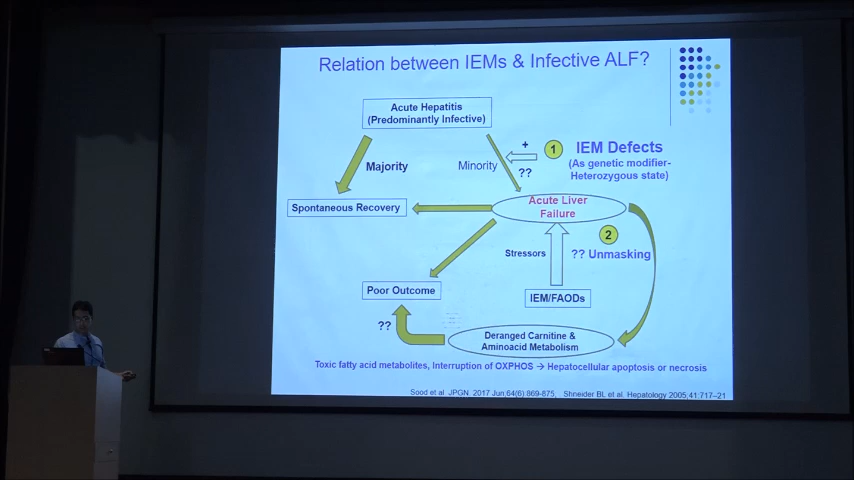 Relation between IEMs & Infective ALF?
Acute Hepatitis
(Predominantly Infective)
+
1
IEM Defects
(As genetic modifier-
Heterozygous state)
Majority
Minority
??
Spontaneous Recovery
Acute Liver
Failure
2
Stressors
?? Unmasking
Poor Outcome
IEM/FAODs
??
Deranged Carnitine &
Aminoacid Metabolism
Toxic fatty acid metabolites, Interruption of OXPHOS → Hepatocellular apoptosis or necrosis
Sood et al JPGN. 2017 Jun;64(6):869-875, Shneider BL et al. Hepatology 2005;41:717–21